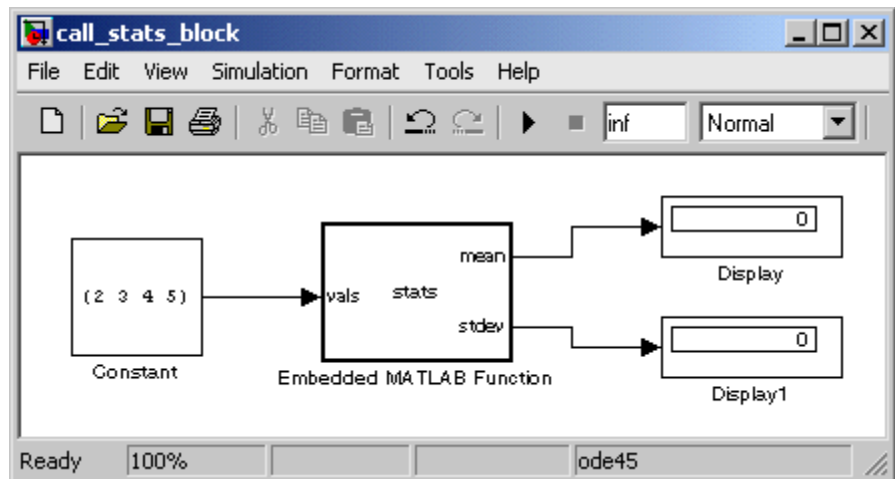 call_stats_block
File Edit View Simulation Format Tools Help
inf Normal
(2 3 4 5)
Constant
vals stats mean stdev
Embedded MATLAB Function
0
Display
0
Display1
Ready 100% ode45